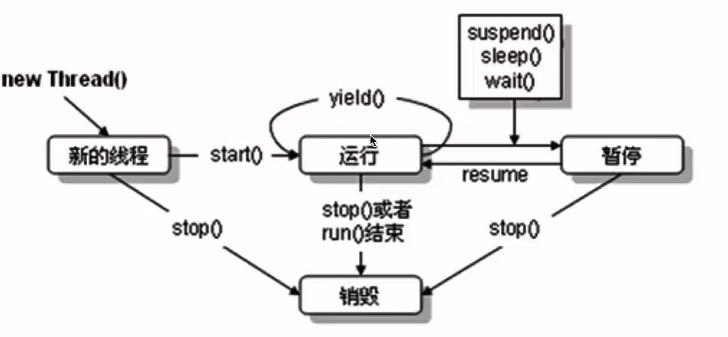 suspend()
sleep()
wait()
new Thread()
yield()
新的线程
start()
运行
暂停
resume
stop()或者
run()结束
stop()
stop()
销毁